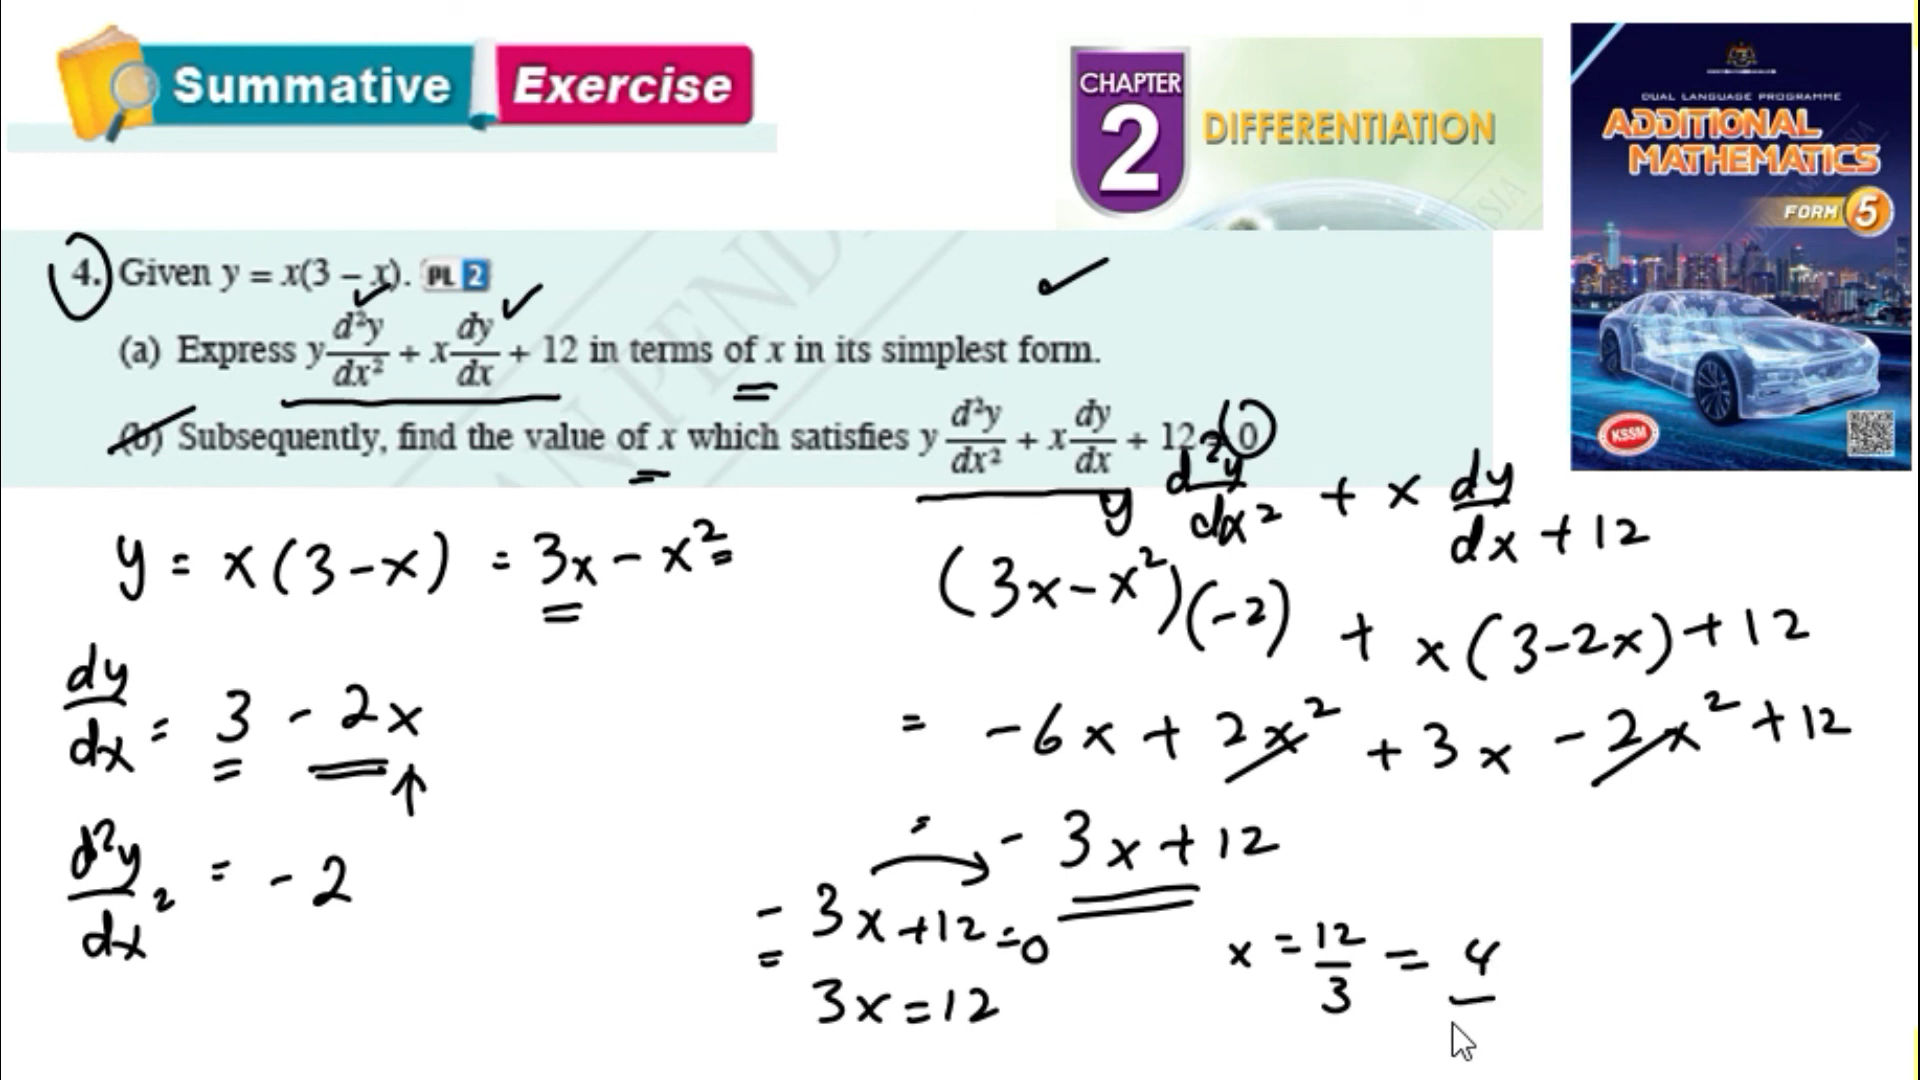 Summative Exercise
CHAPTER 2 DIFFERENTIATION
DUAL LANGUAGE PROGRAMME
ADDITIONAL
MATHEMATICS
FORM 5
KSSM
4. Given y = x(3 – x). PL 2
(a) Express y d²y/dx² + x dy/dx + 12 in terms of x in its simplest form.
(b) Subsequently, find the value of x which satisfies y d²y/dx² + x dy/dx + 12 = 0
y = x(3-x) = 3x - x²
dy/dx = 3 - 2x
d²y/dx² = -2
y d²y/dx² + x dy/dx + 12
(3x - x²)(-2) + x(3-2x) + 12
= -6x + 2x² + 3x - 2x² + 12
= -3x + 12
-3x + 12 = 0
= 3x = 12
x = 12/3 = 4